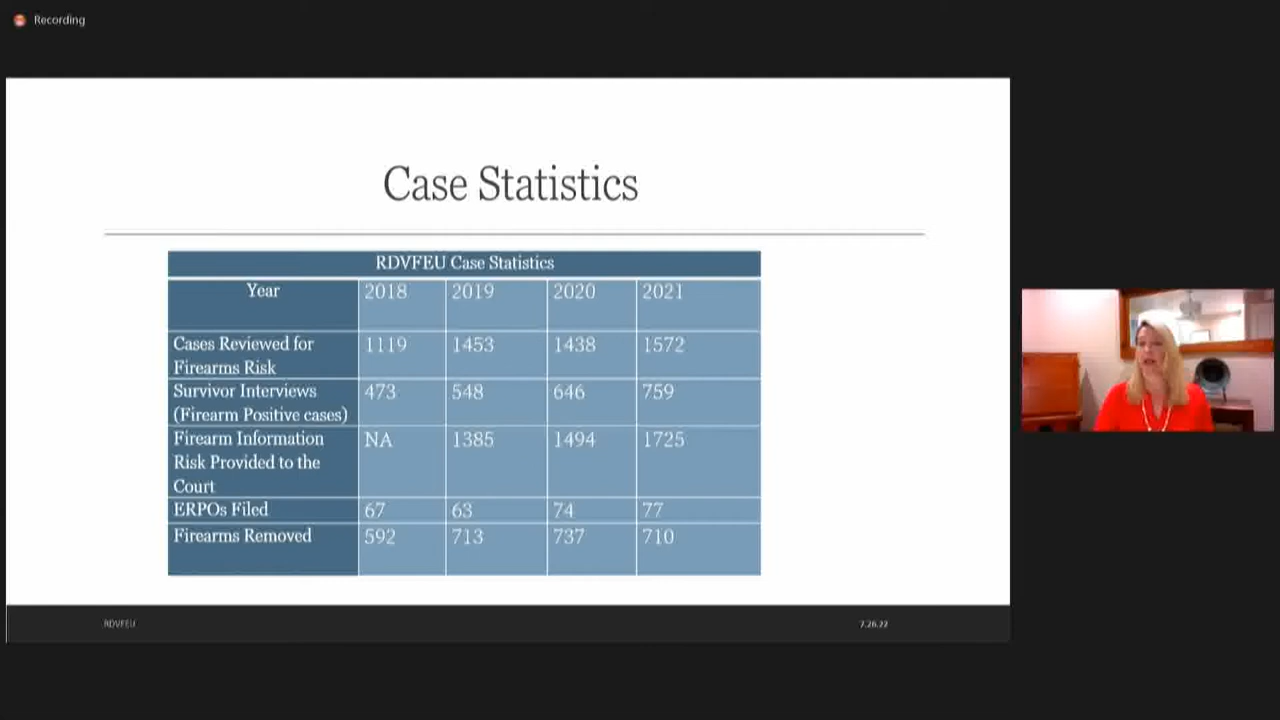 Recording
Case Statistics
RDVFEU Case Statistics
Year 2018 2019 2020 2021
Cases Reviewed for
Firearms Risk 1119 1453 1438 1572
Survivor Interviews
(Firearm Positive cases) 473 548 646 759
Firearm Information
Risk Provided to the
Court NA 1385 1494 1725
ERPOs Filed 67 63 74 77
Firearms Removed 592 713 737 710
RDVFEU 7.26.22